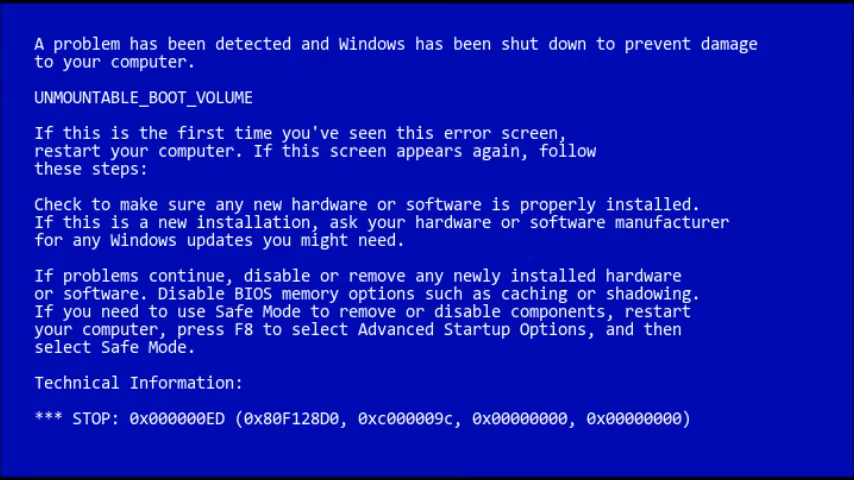 A problem has been detected and Windows has been shut down to prevent damage
to your computer.
UNMOUNTABLE_BOOT_VOLUME
If this is the first time you've seen this error screen,
restart your computer. If this screen appears again, follow
these steps:
Check to make sure any new hardware or software is properly installed.
If this is a new installation, ask your hardware or software manufacturer
for any Windows updates you might need.
If problems continue, disable or remove any newly installed hardware
or software. Disable BIOS memory options such as caching or shadowing.
If you need to use Safe Mode to remove or disable components, restart
your computer, press F8 to select Advanced Startup Options, and then
select Safe Mode.
Technical Information:
*** STOP: 0x000000ED (0x80F128D0, 0xc000009c, 0x00000000, 0x00000000)